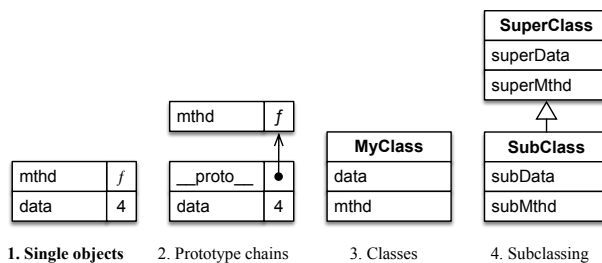 SuperClass
superData
superMthd
mthd ƒ
MyClass
SubClass
mthd ƒ
__proto__
data
subData
data 4
data 4
mthd
subMthd
1. Single objects
2. Prototype chains
3. Classes
4. Subclassing